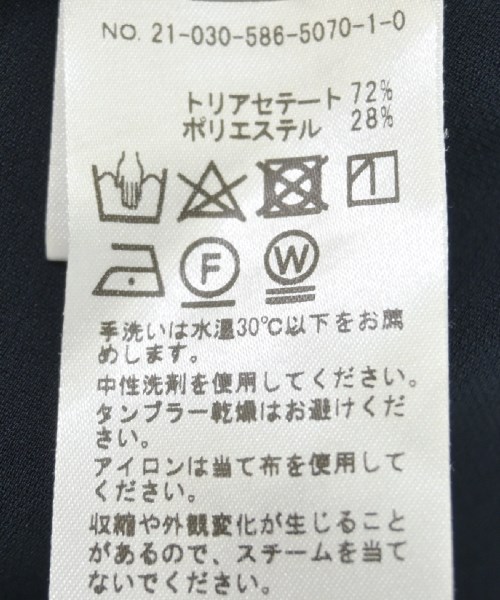 NO. 21-030-586-5070-1-0
トリアセテート 72%
ポリエステル 28%
F
W
手洗いは水温30℃以下をお薦
めします。
中性洗剤を使用してください。
タンブラー乾燥はお避けくだ
さい。
アイロンは当て布を使用して
ください。
収縮や外観変化が生じること
があるので、スチームを当て
ないでください。